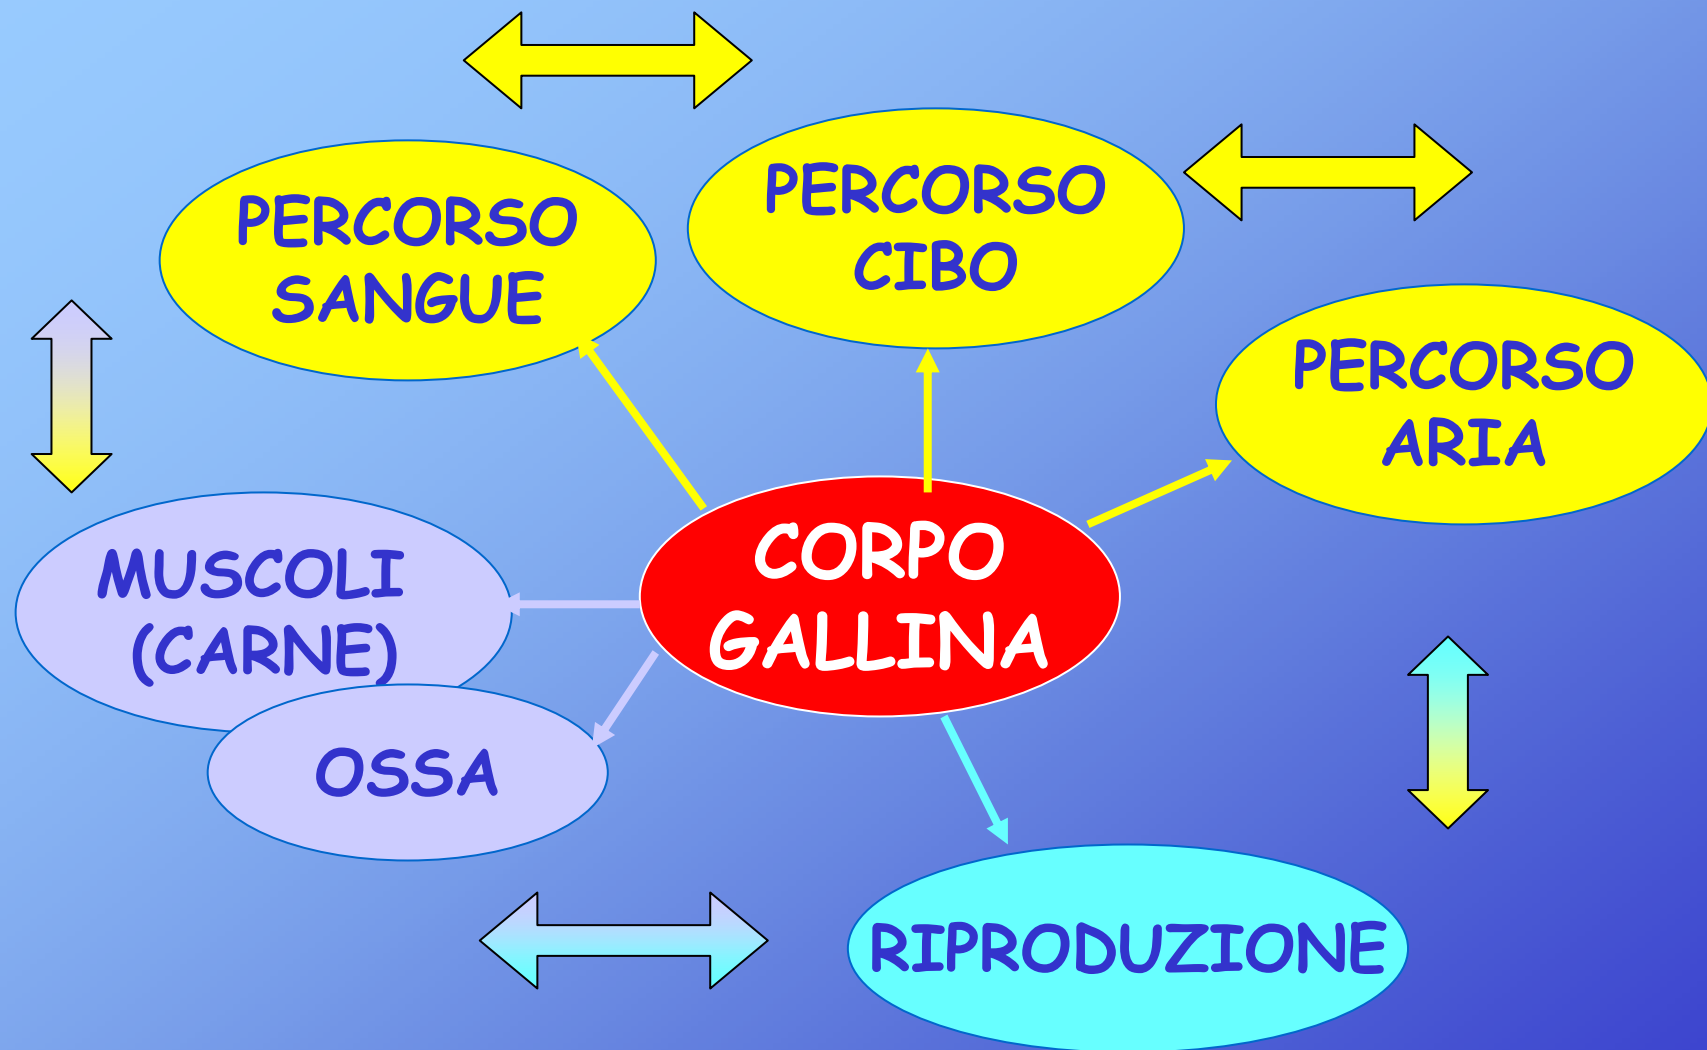 PERCORSO
SANGUE
PERCORSO
CIBO
PERCORSO
ARIA
MUSCOLI
(CARNE)
OSSA
CORPO
GALLINA
RIPRODUZIONE